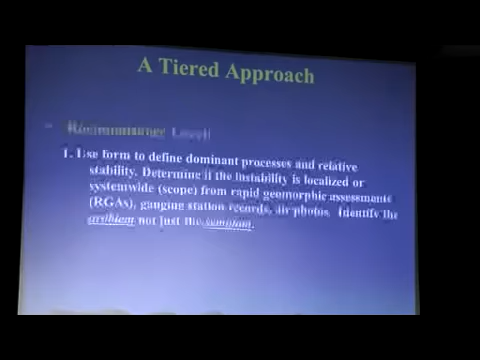 A Tiered Approach
Reconnaissance Level:
1. Use form to define dominant processes and relative
stability. Determine if the instability is localized or
systemwide (scope) from rapid geomorphic assessments
(RGAs), gauging station records, air photos. Identify the
problem not just the symptom.